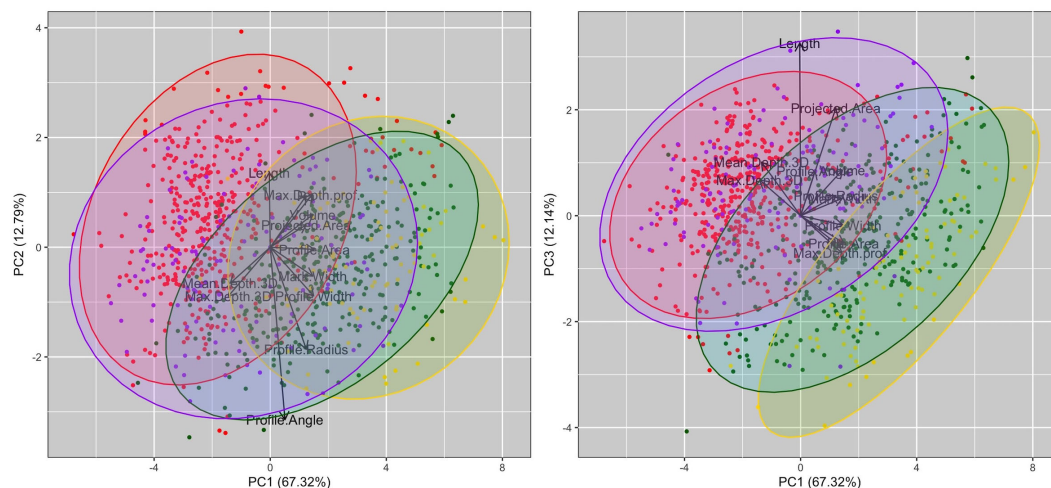 4
2
0
-2
PC2 (12.79%)
Length
Max.Depth.prof.
Volume
Projected.Area
Profile.Area
Mark.Width
Mean.Depth.3D
Max.Depth.3D
Profile.Width
Profile.Radius
Profile.Angle
-4
0
4
8
PC1 (67.32%)
4
2
0
-2
-4
PC3 (12.14%)
Length
Projected.Area
Mean.Depth.3D
Max.Depth.3D
Profile.Width
Profile.Area
Max.Depth.prof.
-4
0
4
8
PC1 (67.32%)